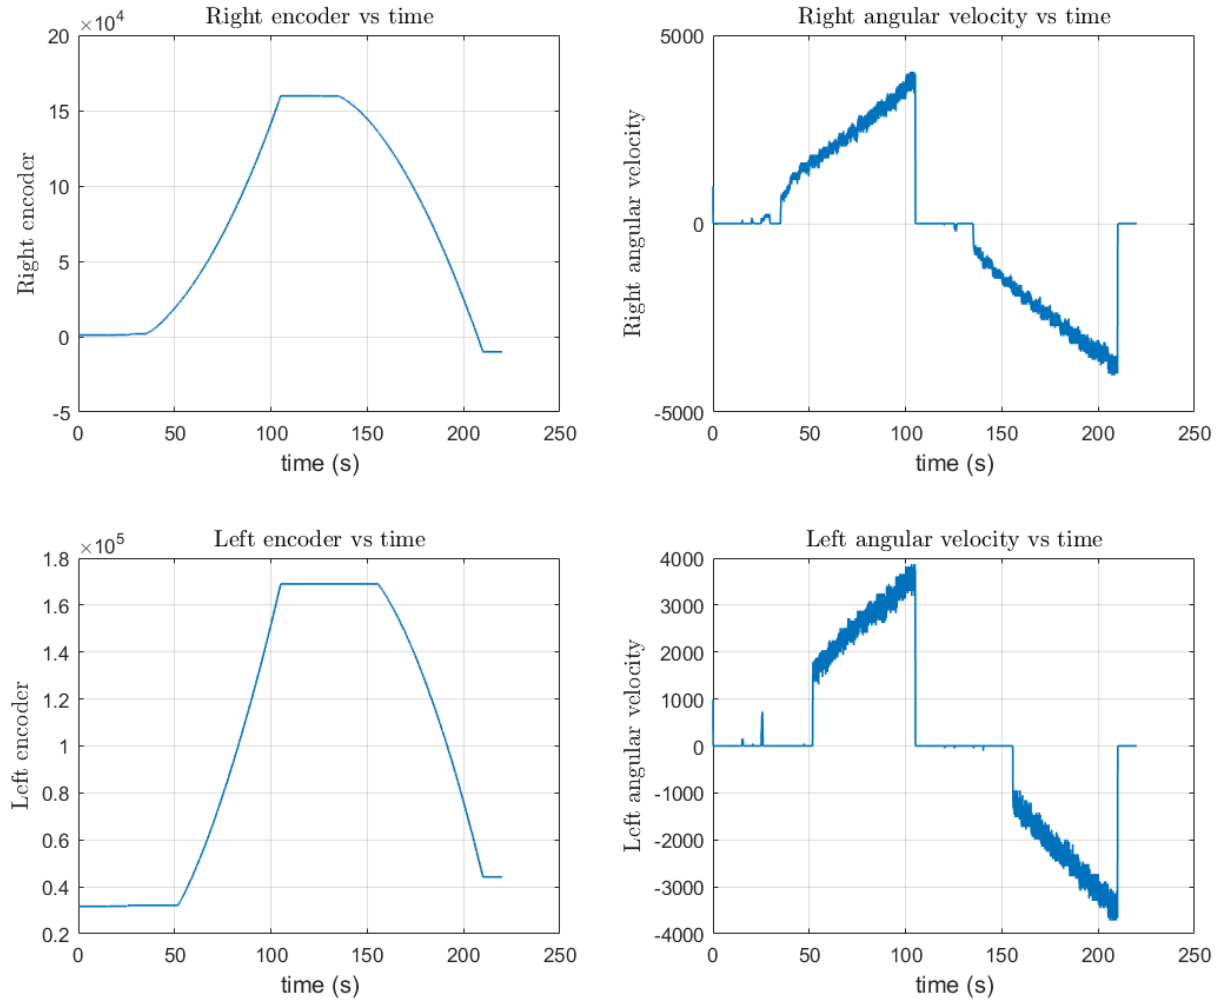 Right encoder vs time
×10⁴
20
15
10
5
0
-5
0 50 100 150 200 250
time (s)
Right encoder
Right angular velocity vs time
5000
0
-5000
0 50 100 150 200 250
time (s)
Right angular velocity
Left encoder vs time
×10⁵
1.8
1.6
1.4
1.2
1
0.8
0.6
0.4
0.2
0 50 100 150 200 250
time (s)
Left encoder
Left angular velocity vs time
4000
3000
2000
1000
0
-1000
-2000
-3000
-4000
0 50 100 150 200 250
time (s)
Left angular velocity